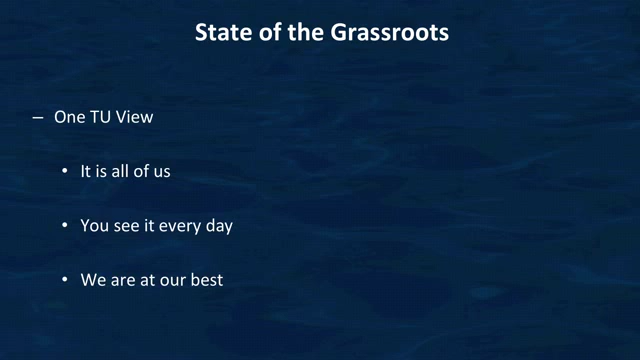 State of the Grassroots
– One TU View
• It is all of us
• You see it every day
• We are at our best